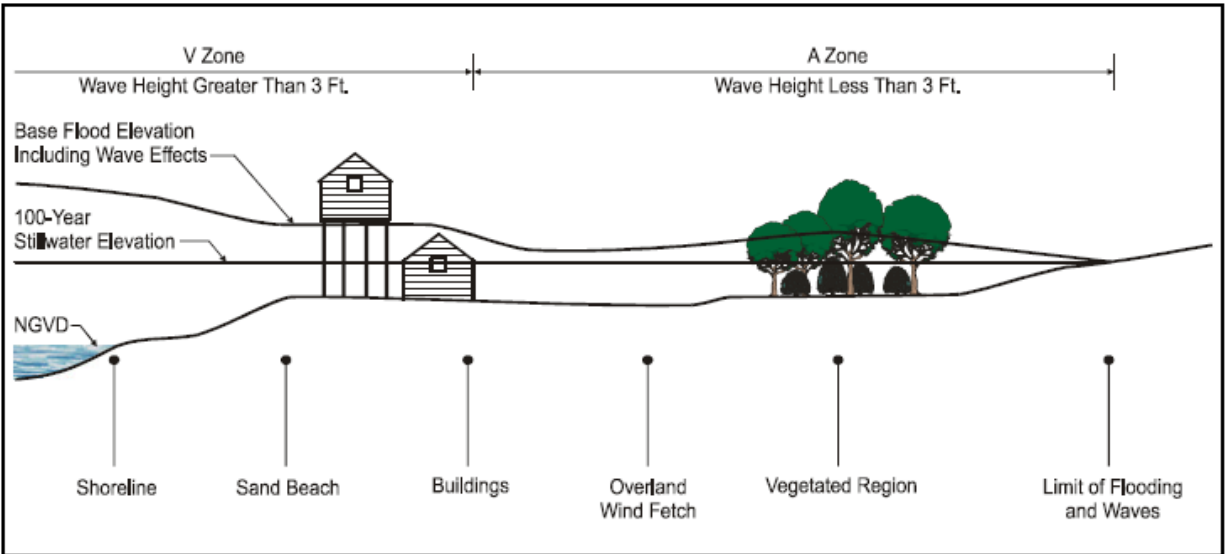 V Zone
Wave Height Greater Than 3 Ft.
A Zone
Wave Height Less Than 3 Ft.
Base Flood Elevation
Including Wave Effects
100-Year
Stillwater Elevation
NGVD
Shoreline
Sand Beach
Buildings
Overland
Wind Fetch
Vegetated Region
Limit of Flooding
and Waves